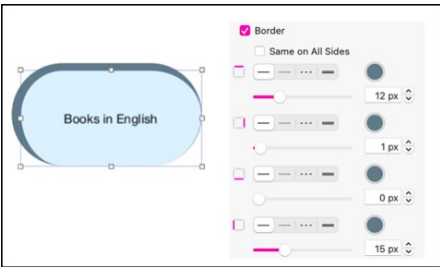 Books in English
Border
Same on All Sides
12 px
1 px
0 px
15 px